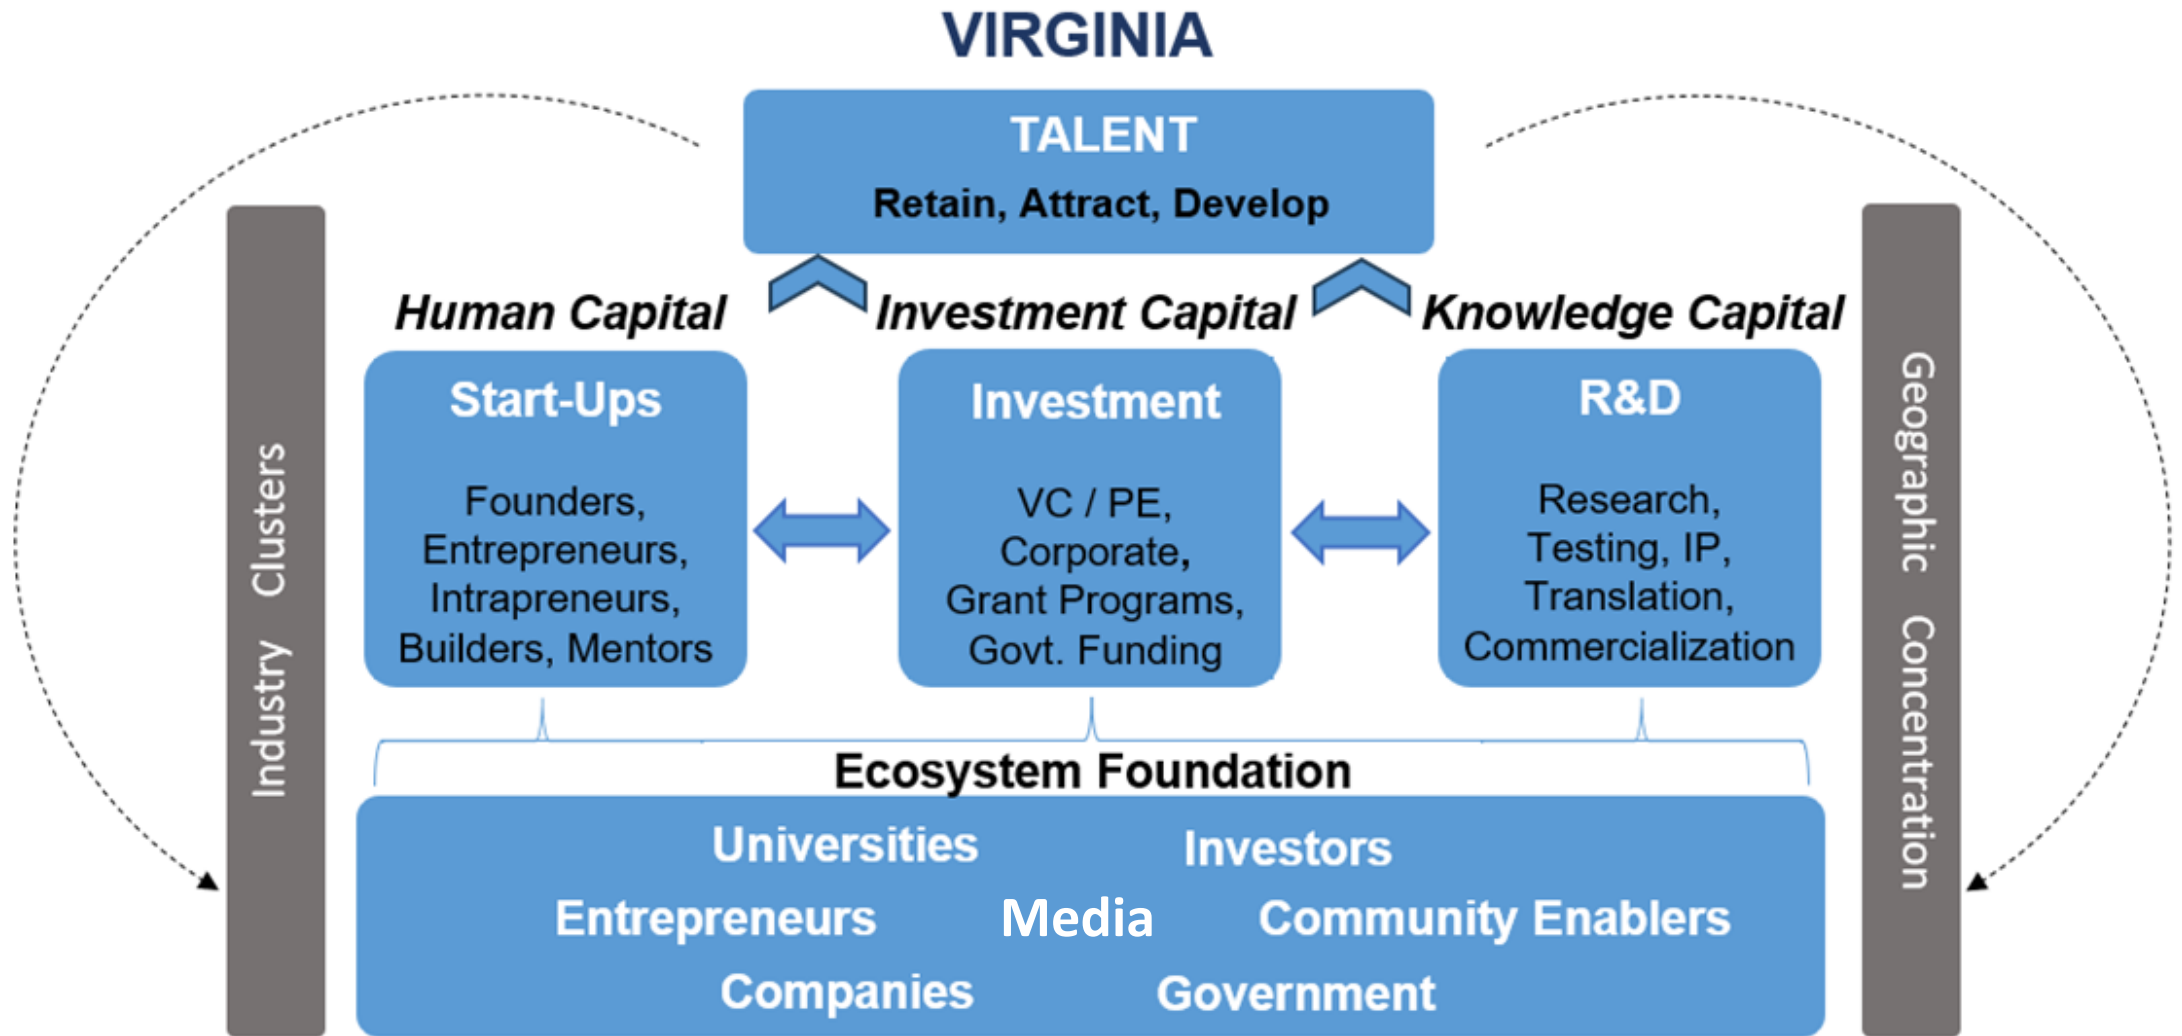 VIRGINIA
TALENT
Retain, Attract, Develop
Human Capital
Investment Capital
Knowledge Capital
Start-Ups
Founders,
Entrepreneurs,
Intrapreneurs,
Builders, Mentors
Investment
VC / PE,
Corporate,
Grant Programs,
Govt. Funding
R&D
Research,
Testing, IP,
Translation,
Commercialization
Industry Clusters
Geographic Concentration
Ecosystem Foundation
Universities Investors
Entrepreneurs Media Community Enablers
Companies Government